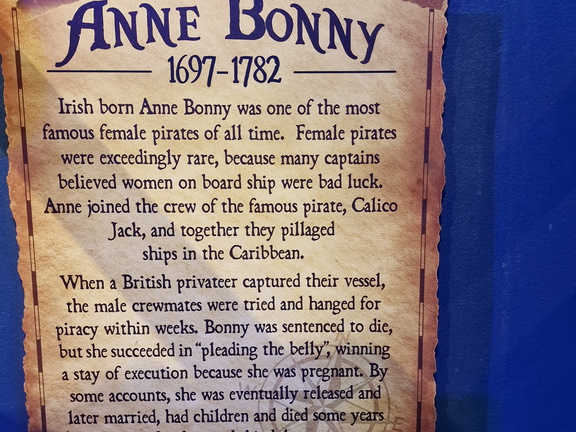 ANNE BONNY
1697-1782
Irish born Anne Bonny was one of the most
famous female pirates of all time. Female pirates
were exceedingly rare, because many captains
believed women on board ship were bad luck.
Anne joined the crew of the famous pirate, Calico
Jack, and together they pillaged
ships in the Caribbean.
When a British privateer captured their vessel,
the male crewmates were tried and hanged for
piracy within weeks. Bonny was sentenced to die,
but she succeeded in “pleading the belly”, winning
a stay of execution because she was pregnant. By
some accounts, she was eventually released and
later married, had children and died some years